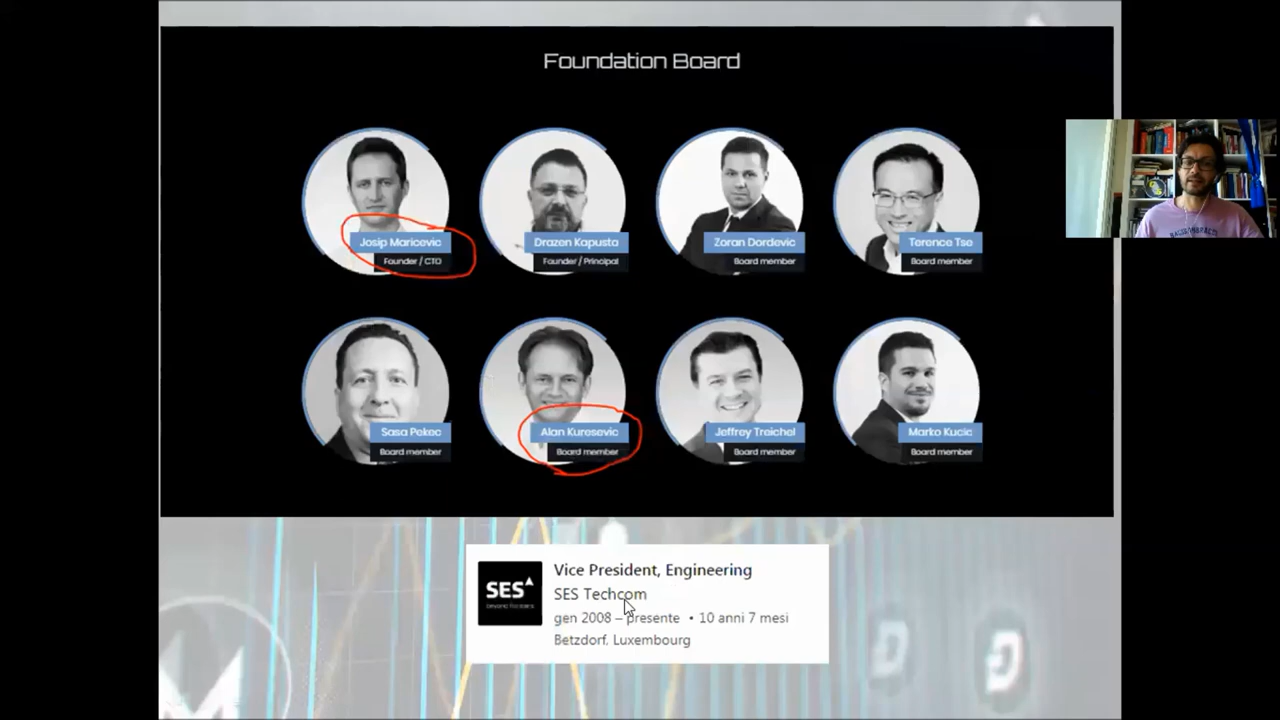 Foundation Board
Josip Maricevic
Founder / CTO
Drazen Kapusta
Founder / Principal
Zoran Dordevic
Board member
Terence Tse
Board member
Sasa Pekec
Board member
Alan Kuresevic
Board member
Jeffrey Treichel
Board member
Marko Kucic
Board member
SES
Vice President, Engineering
SES Techcom
gen 2008 – presente • 10 anni 7 mesi
Betzdorf, Luxembourg